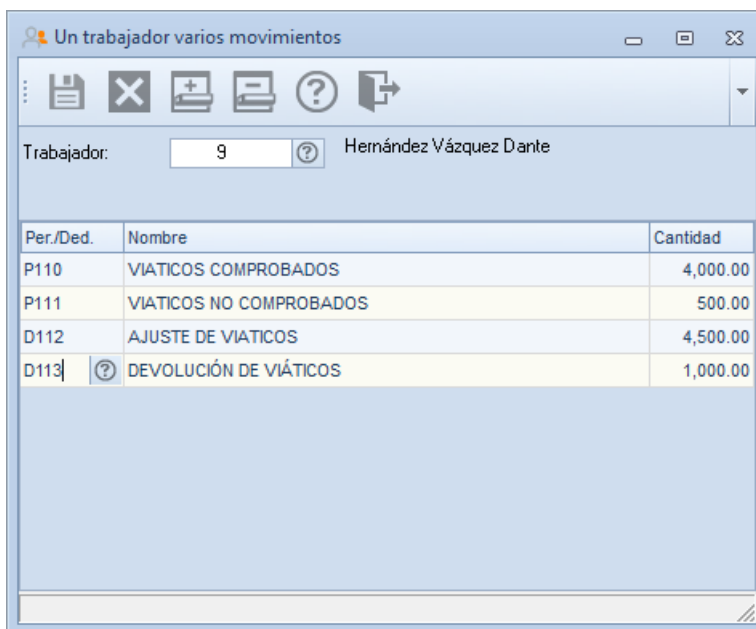 Un trabajador varios movimientos
Trabajador: 9 Hernández Vázquez Dante
Per./Ded. Nombre Cantidad
P110 VIATICOS COMPROBADOS 4,000.00
P111 VIATICOS NO COMPROBADOS 500.00
D112 AJUSTE DE VIATICOS 4,500.00
D113 DEVOLUCIÓN DE VIÁTICOS 1,000.00